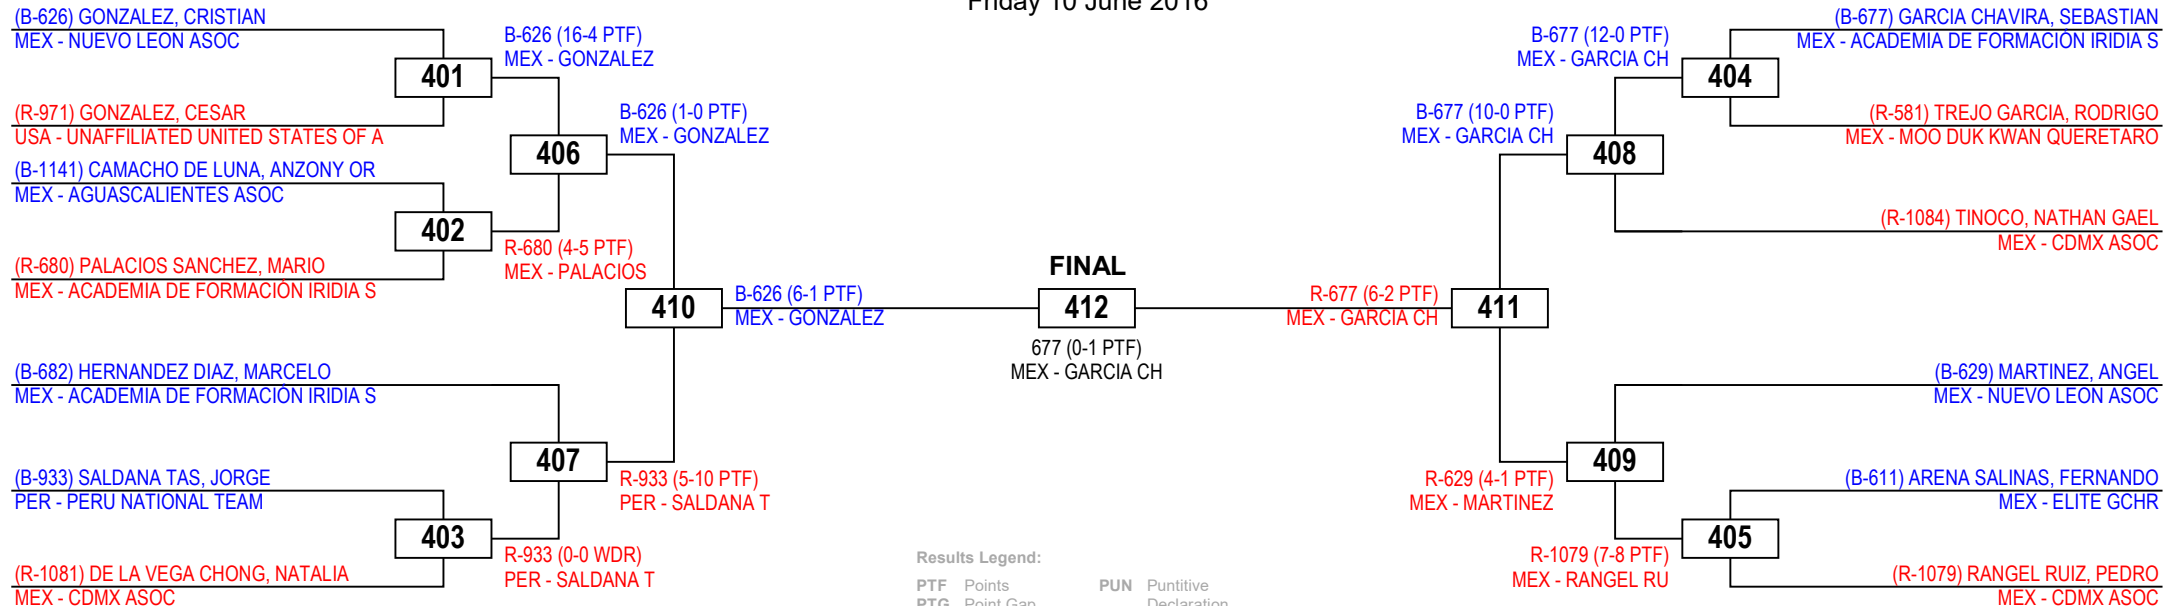 Friday 10 June 2016
(B-626) GONZALEZ, CRISTIAN
MEX - NUEVO LEON ASOC
B-626 (16-4 PTF)
MEX - GONZALEZ
401
(R-971) GONZALEZ, CESAR
USA - UNAFFILIATED UNITED STATES OF A
B-626 (1-0 PTF)
MEX - GONZALEZ
406
(B-1141) CAMACHO DE LUNA, ANZONY OR
MEX - AGUASCALIENTES ASOC
402
R-680 (4-5 PTF)
MEX - PALACIOS
(R-680) PALACIOS SANCHEZ, MARIO
MEX - ACADEMIA DE FORMACIÓN IRIDIA S
410
B-626 (6-1 PTF)
MEX - GONZALEZ
(B-682) HERNANDEZ DIAZ, MARCELO
MEX - ACADEMIA DE FORMACIÓN IRIDIA S
407
R-933 (5-10 PTF)
PER - SALDANA T
(B-933) SALDANA TAS, JORGE
PER - PERU NATIONAL TEAM
403
R-933 (0-0 WDR)
PER - SALDANA T
(R-1081) DE LA VEGA CHONG, NATALIA
MEX - CDMX ASOC
FINAL
412
677 (0-1 PTF)
MEX - GARCIA CH
(B-677) GARCIA CHAVIRA, SEBASTIAN
MEX - ACADEMIA DE FORMACIÓN IRIDIA S
B-677 (12-0 PTF)
MEX - GARCIA CH
404
(R-581) TREJO GARCIA, RODRIGO
MEX - MOO DUK KWAN QUERETARO
B-677 (10-0 PTF)
MEX - GARCIA CH
408
(R-1084) TINOCO, NATHAN GAEL
MEX - CDMX ASOC
R-677 (6-2 PTF)
MEX - GARCIA CH
411
(B-629) MARTINEZ, ANGEL
MEX - NUEVO LEON ASOC
409
R-629 (4-1 PTF)
MEX - MARTINEZ
(B-611) ARENA SALINAS, FERNANDO
MEX - ELITE GCHR
405
R-1079 (7-8 PTF)
MEX - RANGEL RU
(R-1079) RANGEL RUIZ, PEDRO
MEX - CDMX ASOC
Results Legend:
PTF Points PUN Puntitive
PTG Point Gap Declaration